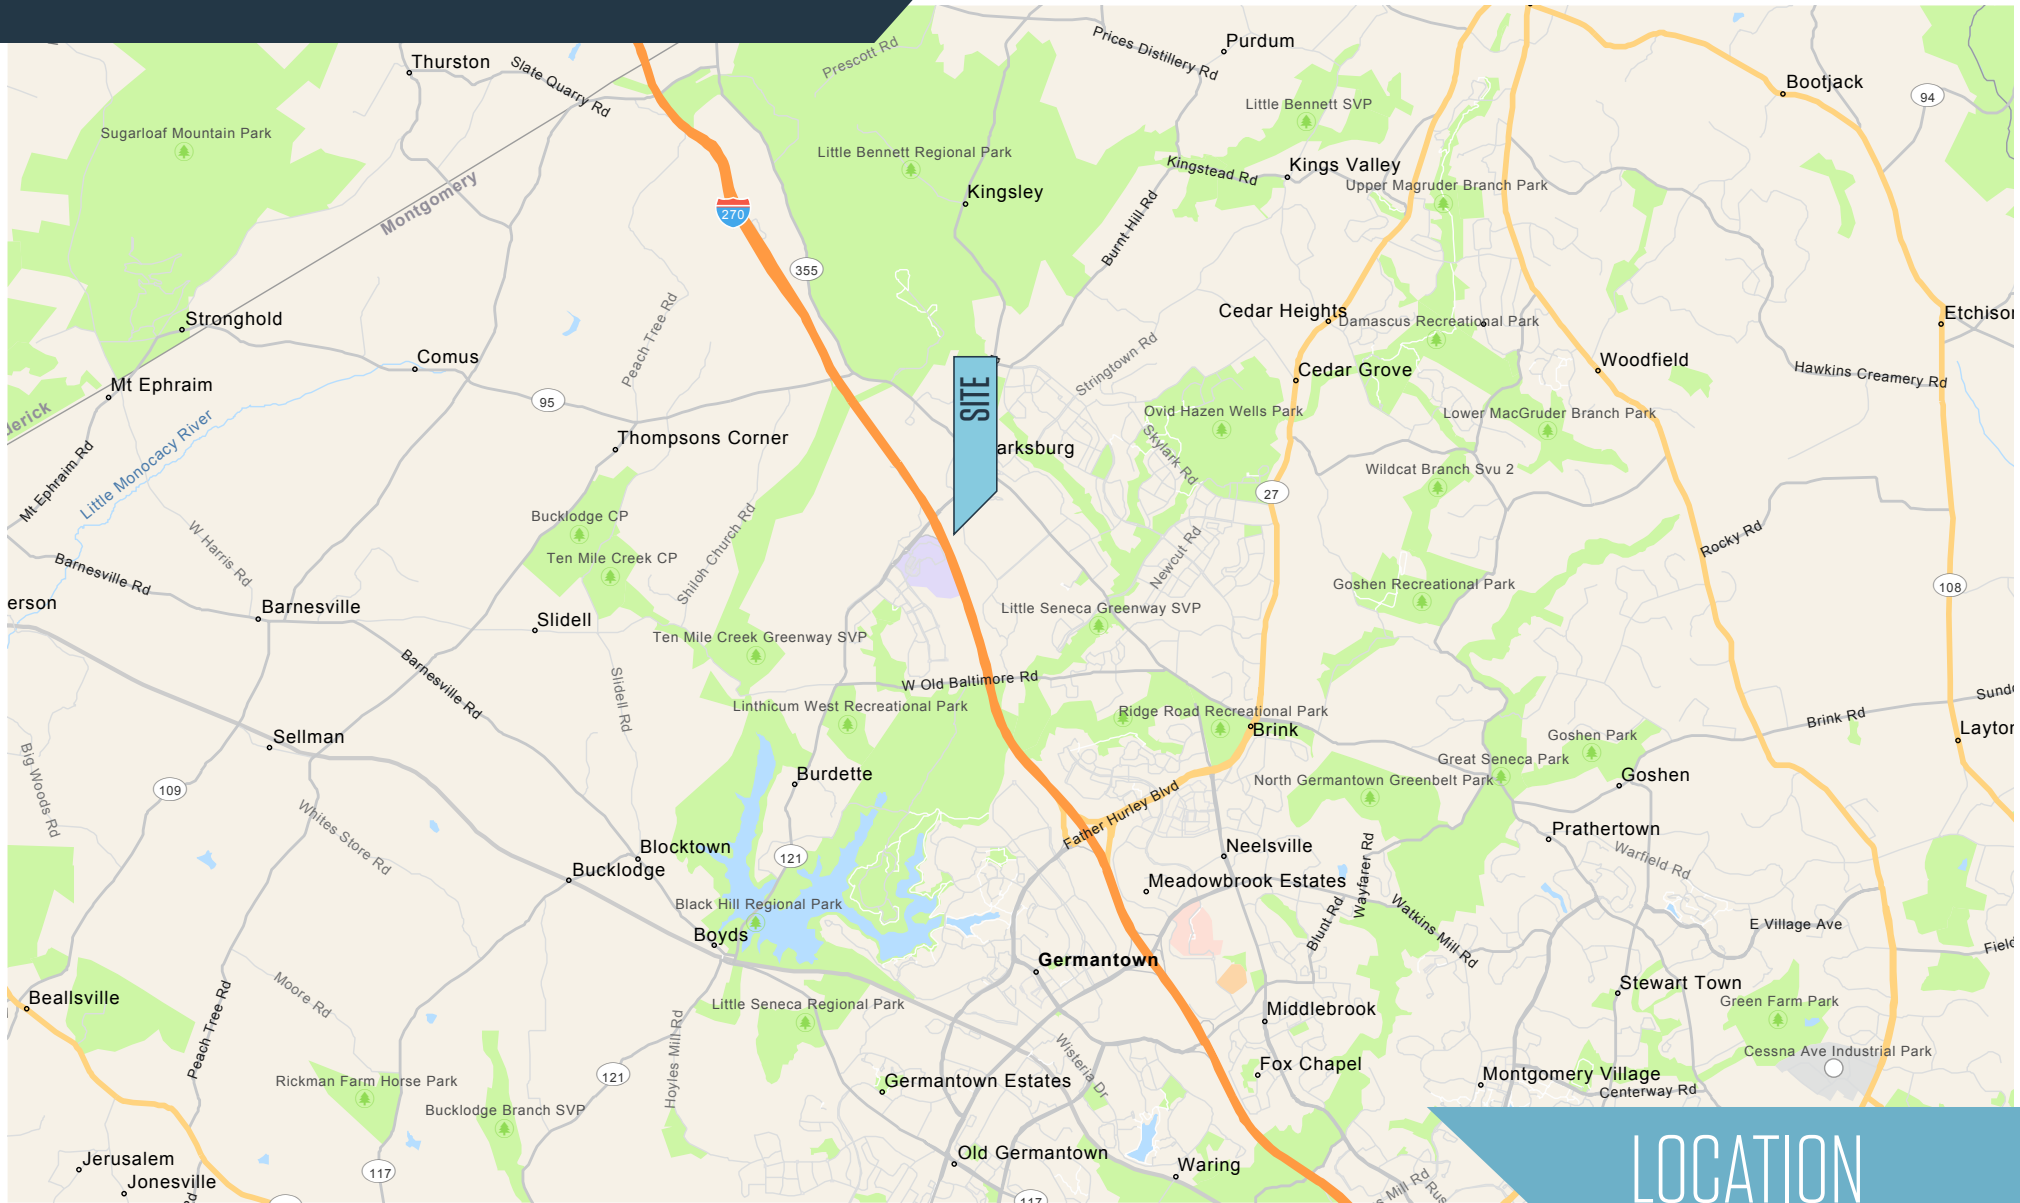 Purdum
Prices Distillery Rd
Prescott Rd
Thurston
Slate Quarry Rd
Bootjack
94
Little Bennett SVP
Sugarloaf Mountain Park
Little Bennett Regional Park
Kings Valley
Kingstead Rd
Upper Magruder Branch Park
Kingsley
Montgomery
270
Burnt Hill Rd
355
Cedar Heights
Damascus Recreational Park
Etchison
Stronghold
Peach Tree Rd
Comus
Stringtown Rd
Woodfield
Cedar Grove
Hawkins Creamery Rd
Mt Ephraim
SITE
95
Ovid Hazen Wells Park
Lower MacGruder Branch Park
derick
Thompsons Corner
arksburg
Skylark Rd
Wildcat Branch Svu 2
Mt Ephraim Rd
Little Monocacy River
27
Bucklodge CP
W Harris Rd
Rocky Rd
Ten Mile Creek CP
Shiloh Church Rd
Newcut Rd
Barnesville Rd
Goshen Recreational Park
108
erson
Barnesville
Slidell
Little Seneca Greenway SVP
Ten Mile Creek Greenway SVP
Barnesville Rd
Slidell Rd
W Old Baltimore Rd
Sund
Linthicum West Recreational Park
Ridge Road Recreational Park
Brink
Brink Rd
Sellman
Goshen Park
Layton
Big Woods Rd
Great Seneca Park
Burdette
Goshen
North Germantown Greenbelt Park
109
Father Hurley Blvd
Whites Store Rd
Prathertown
Blocktown
121
Neelsville
Wayfarer Rd
Warfield Rd
Bucklodge
Meadowbrook Estates
Black Hill Regional Park
Blunt Rd
Watkins Mill Rd
E Village Ave
Boyds
Field
Germantown
Moore Rd
Stewart Town
Beallsville
Little Seneca Regional Park
Green Farm Park
Middlebrook
Peach Tree Rd
Hoyles Mill Rd
Wisteria Dr
Cessna Ave Industrial Park
Fox Chapel
121
Rickman Farm Horse Park
Germantown Estates
Montgomery Village
Centerway Rd
Bucklodge Branch SVP
Jerusalem
Old Germantown
LOCATION
117
Waring
Jonesville
s Mill Rd
Rus
Rd
117